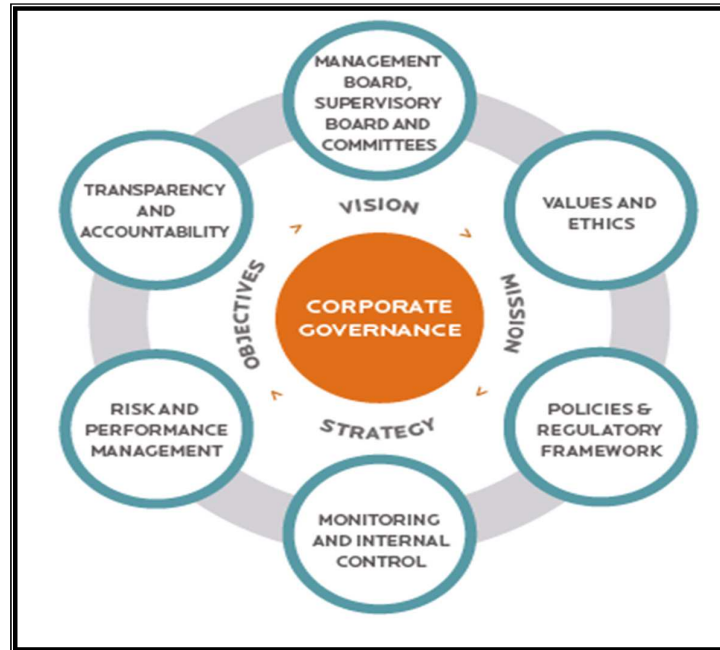 MANAGEMENT
BOARD,
SUPERVISORY
BOARD AND
COMMITTEES
TRANSPARENCY
AND
ACCOUNTABILITY
VALUES AND
ETHICS
VISION
MISSION
STRATEGY
OBJECTIVES
CORPORATE
GOVERNANCE
RISK AND
PERFORMANCE
MANAGEMENT
POLICIES &
REGULATORY
FRAMEWORK
MONITORING
AND INTERNAL
CONTROL